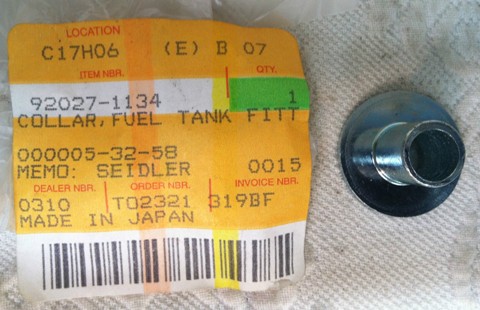 LOCATION
C17H06 (E) B 07
ITEM NBR. QTY.
92027-1134 1
COLLAR,FUEL TANK FITT
000005-32-58
MEMO: SEIDLER 0015
DEALER NBR. ORDER NBR. INVOICE NBR.
0310 T02321 319BF
MADE IN JAPAN